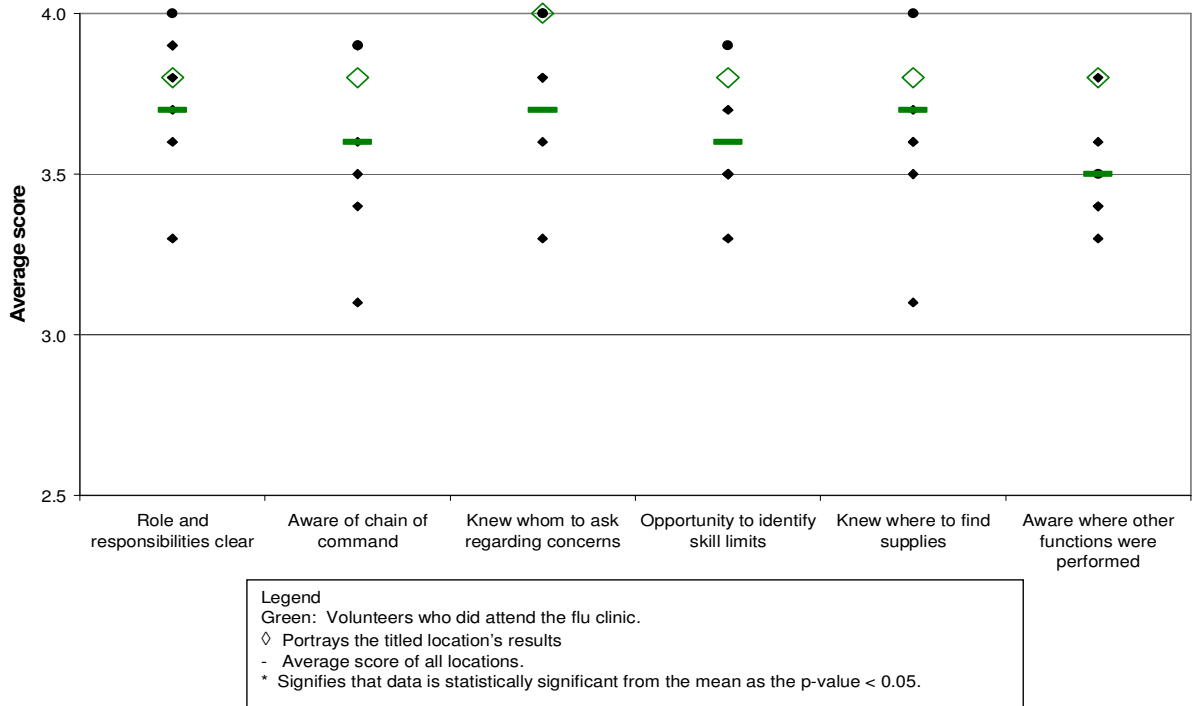 Average score
4.0
3.5
3.0
2.5
Role and
responsibilities clear
Aware of chain of
command
Knew whom to ask
regarding concerns
Opportunity to identify
skill limits
Knew where to find
supplies
Aware where other
functions were
performed
Legend
Green:  Volunteers who did attend the flu clinic.
◊ Portrays the titled location's results
-  Average score of all locations.
* Signifies that data is statistically significant from the mean as the p-value < 0.05.